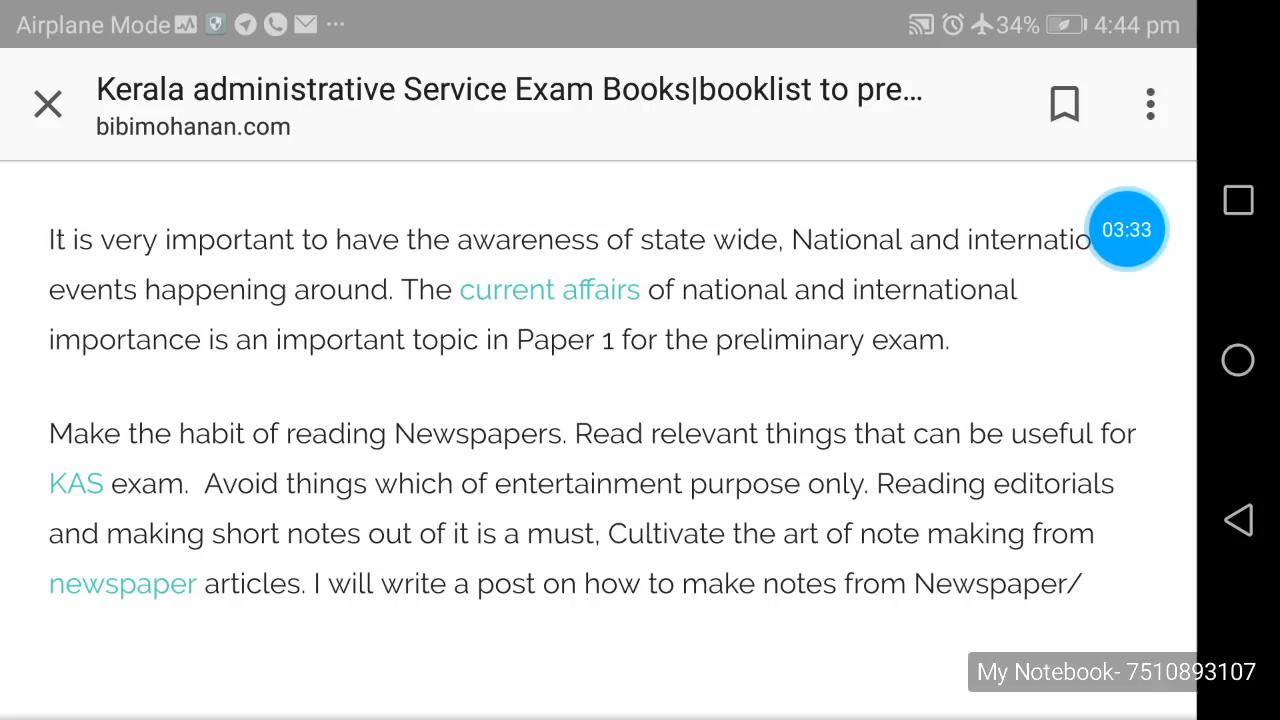 Airplane Mode ... 34% 4:44 pm
Kerala administrative Service Exam Books|booklist to pre...
bibimohanan.com
03:33
It is very important to have the awareness of state wide, National and internatio
events happening around. The current affairs of national and international
importance is an important topic in Paper 1 for the preliminary exam.
Make the habit of reading Newspapers. Read relevant things that can be useful for
KAS exam.  Avoid things which of entertainment purpose only. Reading editorials
and making short notes out of it is a must, Cultivate the art of note making from
newspaper articles. I will write a post on how to make notes from Newspaper/
My Notebook- 7510893107